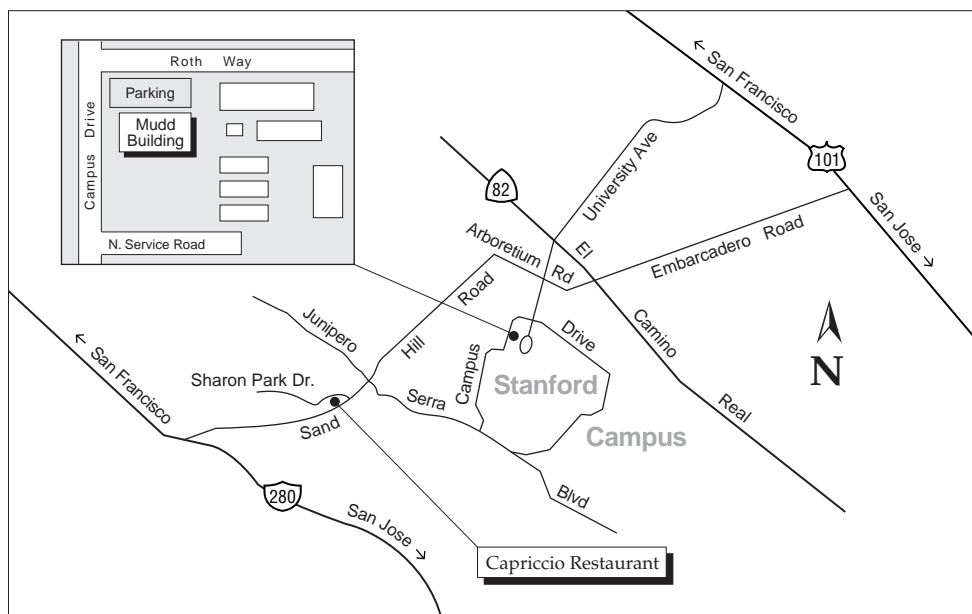 Roth Way
Parking
Mudd
Building
Campus Drive
N. Service Road
← San Francisco
101
San Jose →
82
University Ave
Arboretium Rd
El Camino Real
Embarcadero Road
N
Junipero Serra Blvd
Sand Hill Road
Campus Drive
Stanford
Campus
Sharon Park Dr.
← San Francisco
280
San Jose →
Capriccio Restaurant